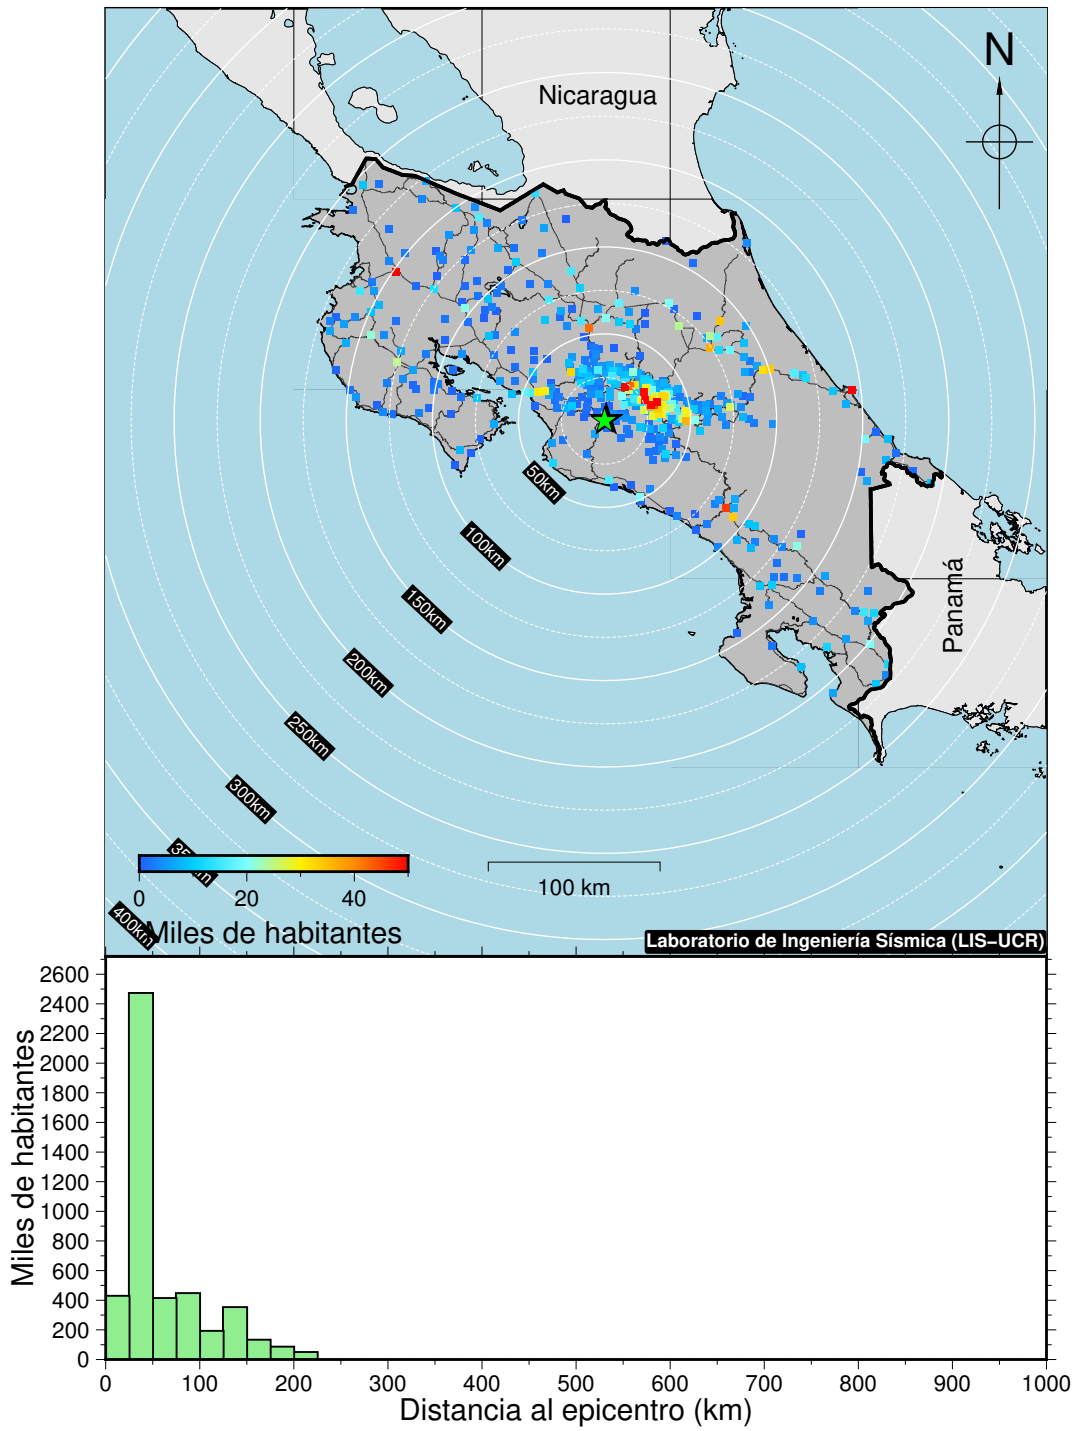 N
Nicaragua
Panamá
50km
100km
150km
200km
250km
300km
400km
0
20
40
Miles de habitantes
100 km
Laboratorio de Ingeniería Sísmica (LIS−UCR)
2600
2400
2200
2000
1800
1600
1400
1200
1000
800
600
400
200
0
Miles de habitantes
0
100
200
300
400
500
600
700
800
900
1000
Distancia al epicentro (km)